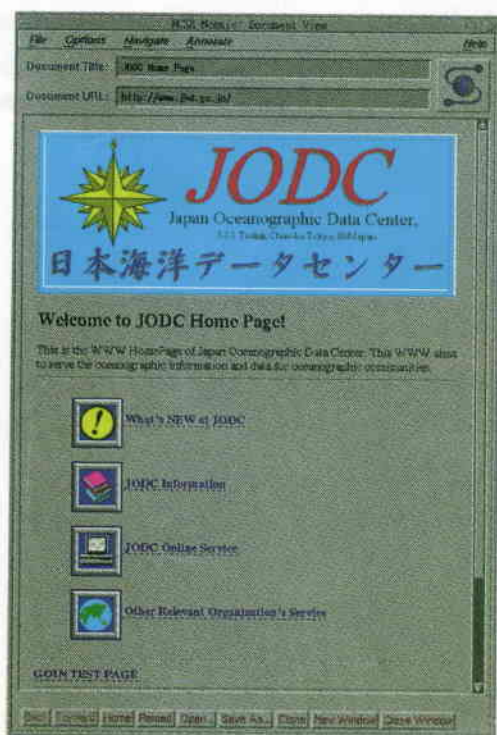 NCSA Mosaic: Document View
File Options Navigate Annotate Help
Document Title: JODC Home Page
Document URL:
JODC
Japan Oceanographic Data Center,
日本海洋データセンター
Welcome to JODC Home Page!
This is the WWW HomePage of Japan Oceanographic Data Center. This WWW aims
to serve the oceanographic information and data for oceanographic communities.
What's NEW at JODC
JODC Information
JODC Online Service
Other Relevant Organization's Service
GOIN TEST PAGE
Back Forward Home Reload Open... Save As... Clone New Window Close Window